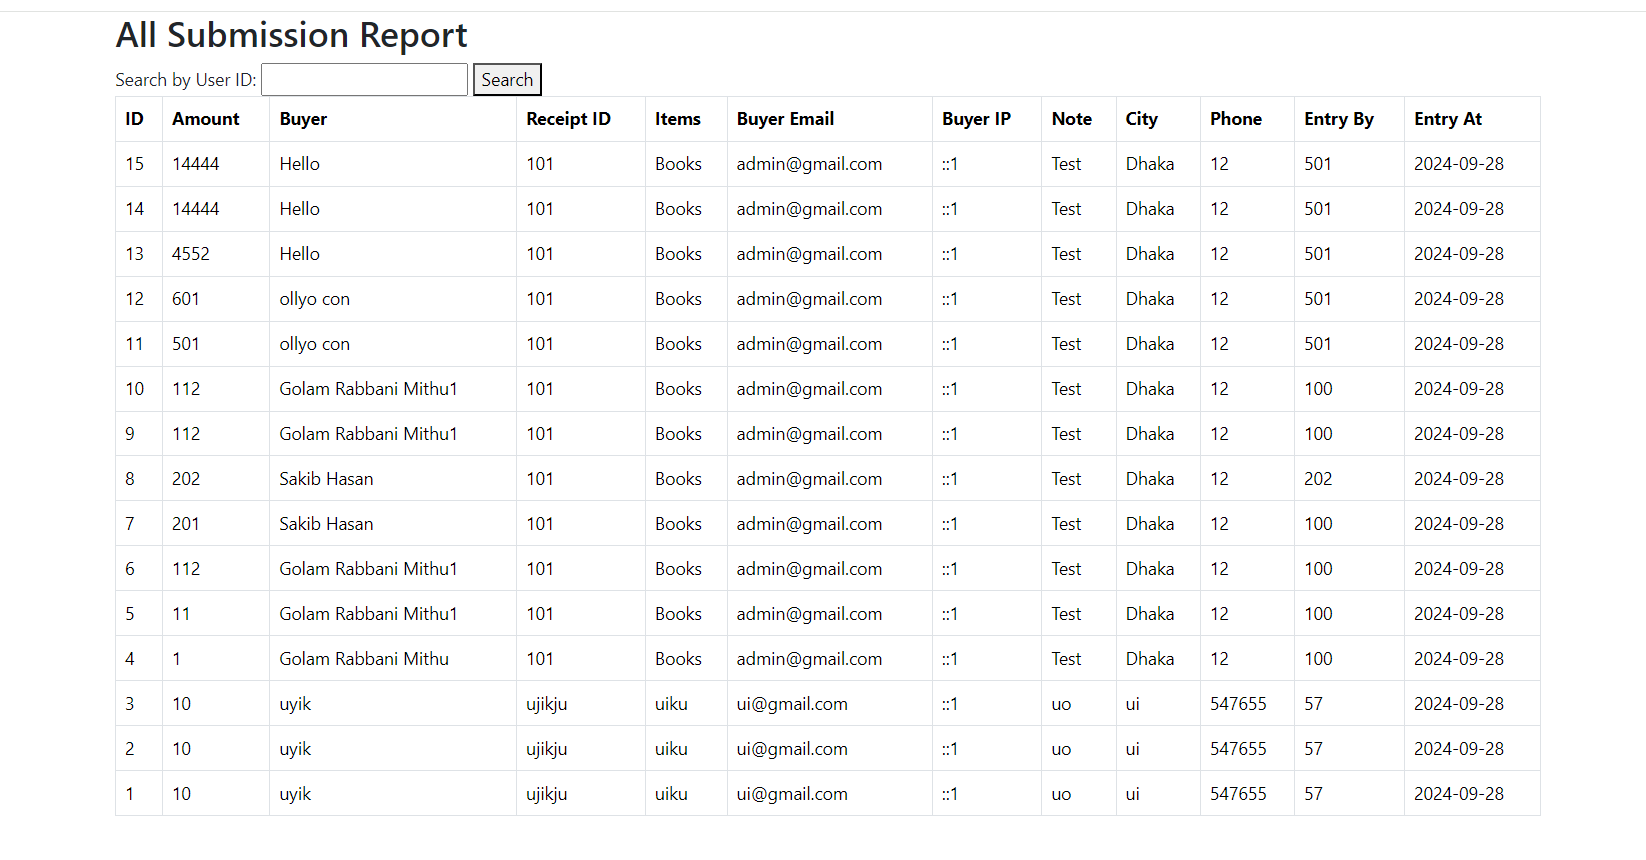 All Submission Report
Search by User ID: Search
ID Amount Buyer Receipt ID Items Buyer Email Buyer IP Note City Phone Entry By Entry At
15 14444 Hello 101 Books admin@gmail.com ::1 Test Dhaka 12 501 2024-09-28
14 14444 Hello 101 Books admin@gmail.com ::1 Test Dhaka 12 501 2024-09-28
13 4552 Hello 101 Books admin@gmail.com ::1 Test Dhaka 12 501 2024-09-28
12 601 ollyo con 101 Books admin@gmail.com ::1 Test Dhaka 12 501 2024-09-28
11 501 ollyo con 101 Books admin@gmail.com ::1 Test Dhaka 12 501 2024-09-28
10 112 Golam Rabbani Mithu1 101 Books admin@gmail.com ::1 Test Dhaka 12 100 2024-09-28
9 112 Golam Rabbani Mithu1 101 Books admin@gmail.com ::1 Test Dhaka 12 100 2024-09-28
8 202 Sakib Hasan 101 Books admin@gmail.com ::1 Test Dhaka 12 202 2024-09-28
7 201 Sakib Hasan 101 Books admin@gmail.com ::1 Test Dhaka 12 100 2024-09-28
6 112 Golam Rabbani Mithu1 101 Books admin@gmail.com ::1 Test Dhaka 12 100 2024-09-28
5 11 Golam Rabbani Mithu1 101 Books admin@gmail.com ::1 Test Dhaka 12 100 2024-09-28
4 1 Golam Rabbani Mithu 101 Books admin@gmail.com ::1 Test Dhaka 12 100 2024-09-28
3 10 uyik ujikju uiku ui@gmail.com ::1 uo ui 547655 57 2024-09-28
2 10 uyik ujikju uiku ui@gmail.com ::1 uo ui 547655 57 2024-09-28
1 10 uyik ujikju uiku ui@gmail.com ::1 uo ui 547655 57 2024-09-28